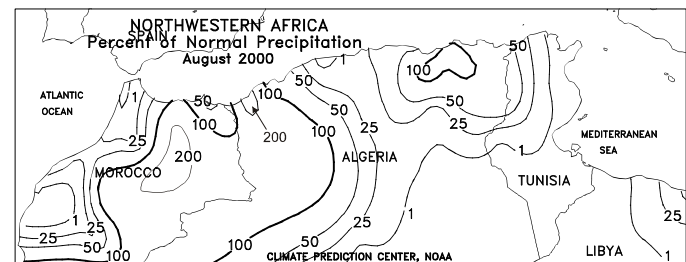 NORTHWESTERN AFRICA
SPAIN
Percent of Normal Precipitation
August 2000
1
50
100
ATLANTIC
OCEAN
1
50
100
50
50
100
200
25
100
25
25
ALGERIA
1
MEDITERRANEAN
SEA
200
MOROCCO
TUNISIA
1
25
25
1
25
25
50
100
100
50
LIBYA
1
CLIMATE PREDICTION CENTER, NOAA